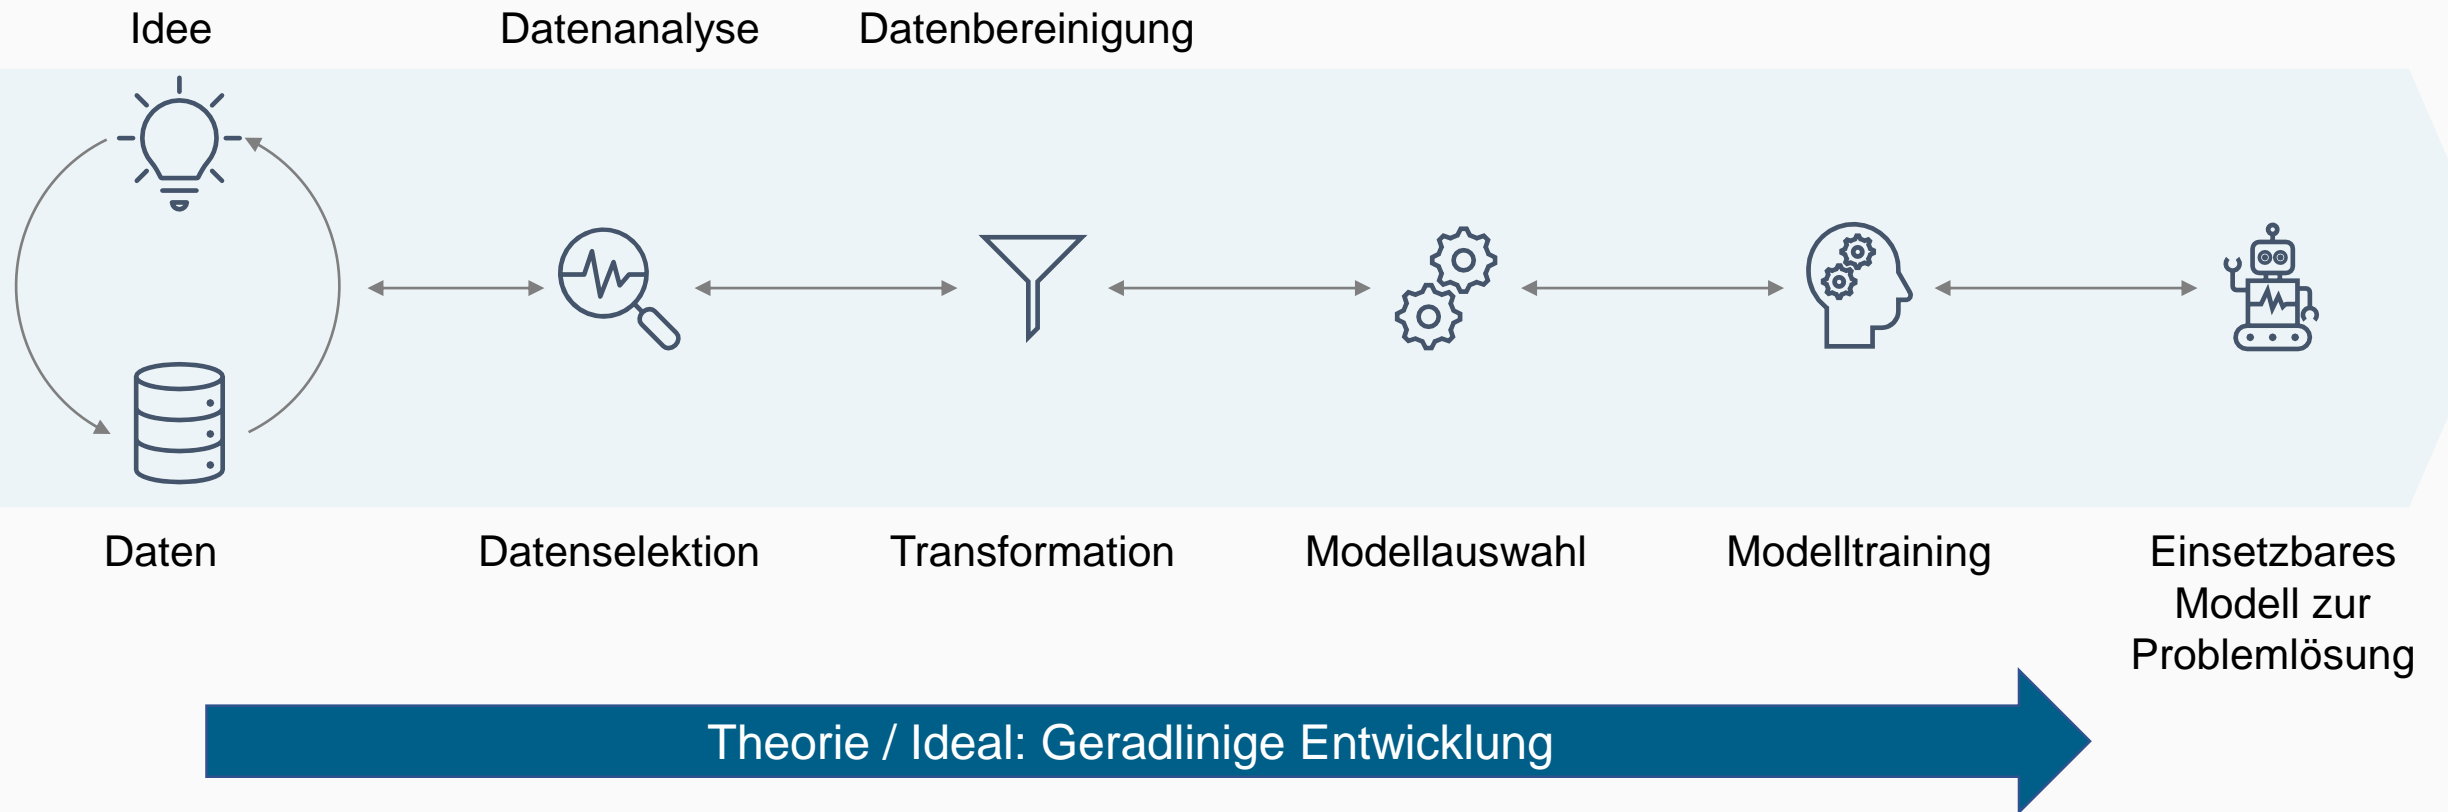 Idee
Datenanalyse
Datenbereinigung
Daten
Datenselektion
Transformation
Modellauswahl
Modelltraining
Einsetzbares
Modell zur
Problemlösung
Theorie / Ideal: Geradlinige Entwicklung